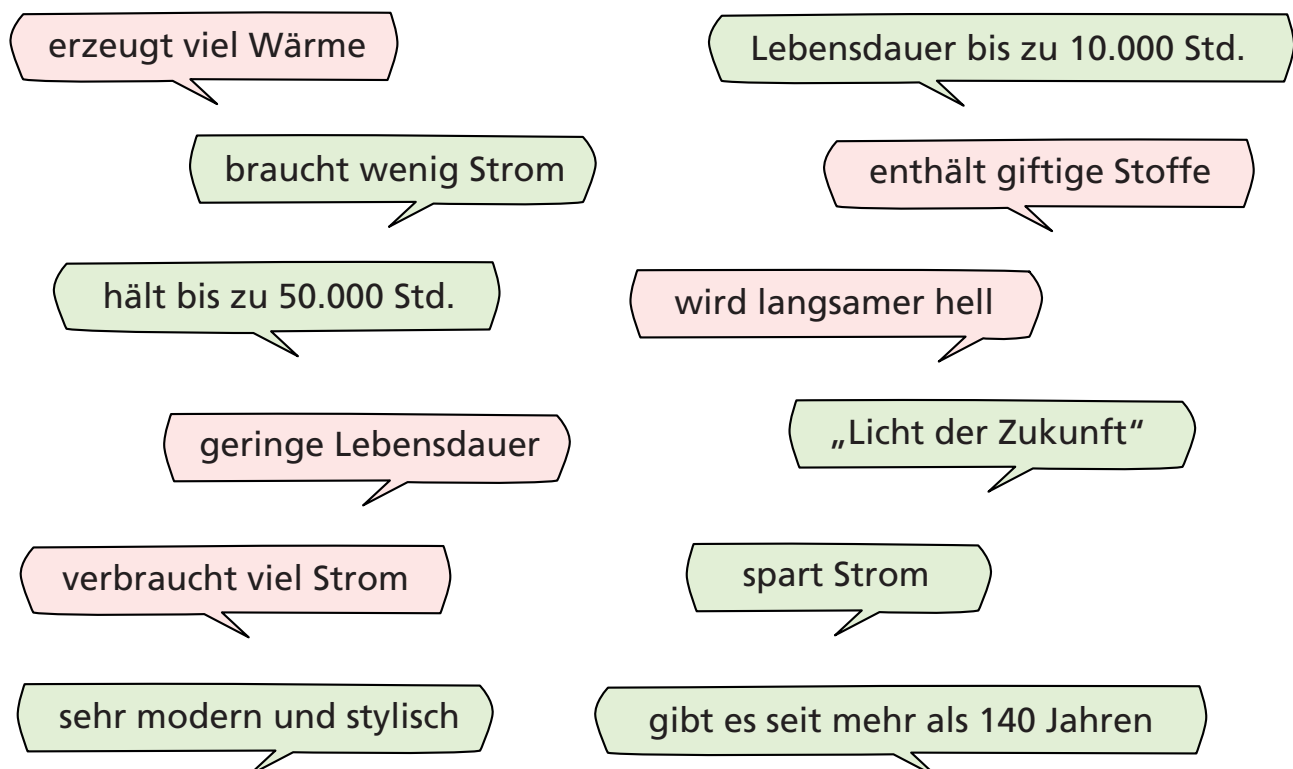 erzeugt viel Wärme
Lebensdauer bis zu 10.000 Std.
braucht wenig Strom
enthält giftige Stoffe
hält bis zu 50.000 Std.
wird langsamer hell
geringe Lebensdauer
„Licht der Zukunft“
verbraucht viel Strom
spart Strom
sehr modern und stylisch
gibt es seit mehr als 140 Jahren